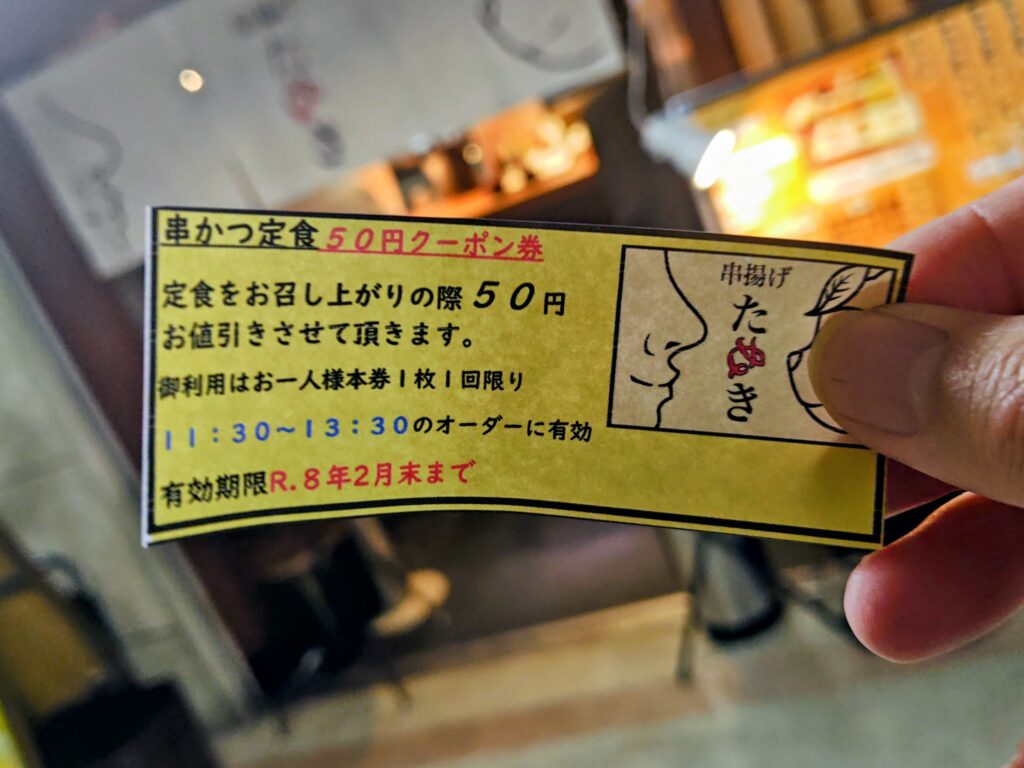 串かつ定食５０円クーポン券
定食をお召し上がりの際５０円
お値引きさせて頂きます。
御利用はお一人様本券１枚１回限り
１１：３０〜１３：３０のオーダーに有効
有効期限R.８年2月末まで
串揚げ
たぬき